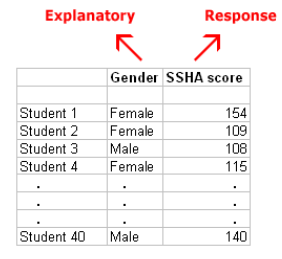 Explanatory Response
Gender SSHA score
Student 1 Female 154
Student 2 Female 109
Student 3 Male 108
Student 4 Female 115
. . .
. . .
. . .
Student 40 Male 140